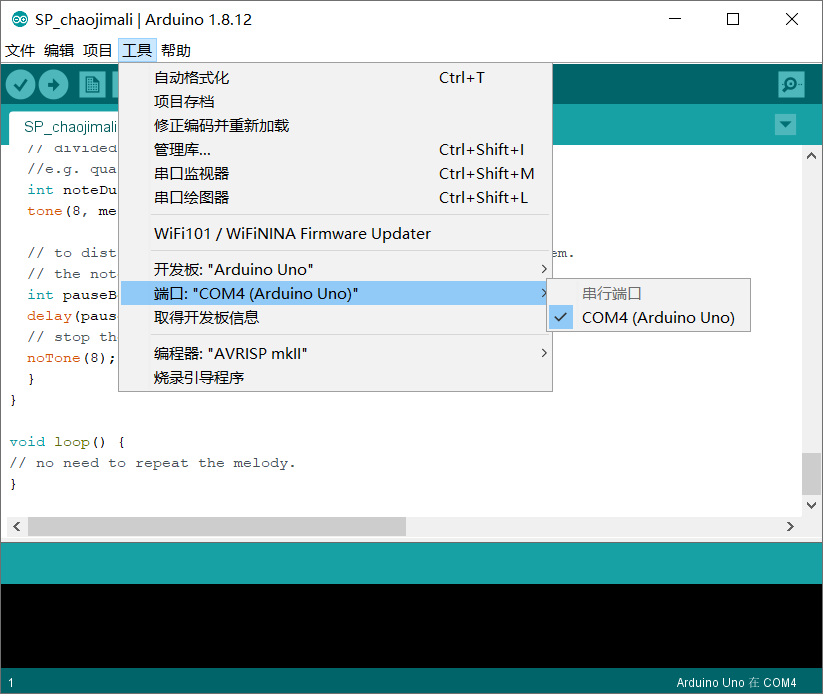 SP_chaojimali | Arduino 1.8.12
文件 编辑 项目 工具 帮助
SP_chaojimali
自动格式化 Ctrl+T
项目存档
修正编码并重新加载
管理库... Ctrl+Shift+I
串口监视器 Ctrl+Shift+M
串口绘图器 Ctrl+Shift+L
WiFi101 / WiFiNINA Firmware Updater
开发板: "Arduino Uno"
端口: "COM4 (Arduino Uno)"
取得开发板信息
编程器: "AVRISP mkII"
烧录引导程序
串行端口
COM4 (Arduino Uno)
// divided
//e.g. qua
int noteDu
tone(8, me
// to dist
em.
// the not
int pauseB
delay(paus
// stop th
noTone(8);
}
}
void loop() {
// no need to repeat the melody.
}
1
Arduino Uno 在 COM4